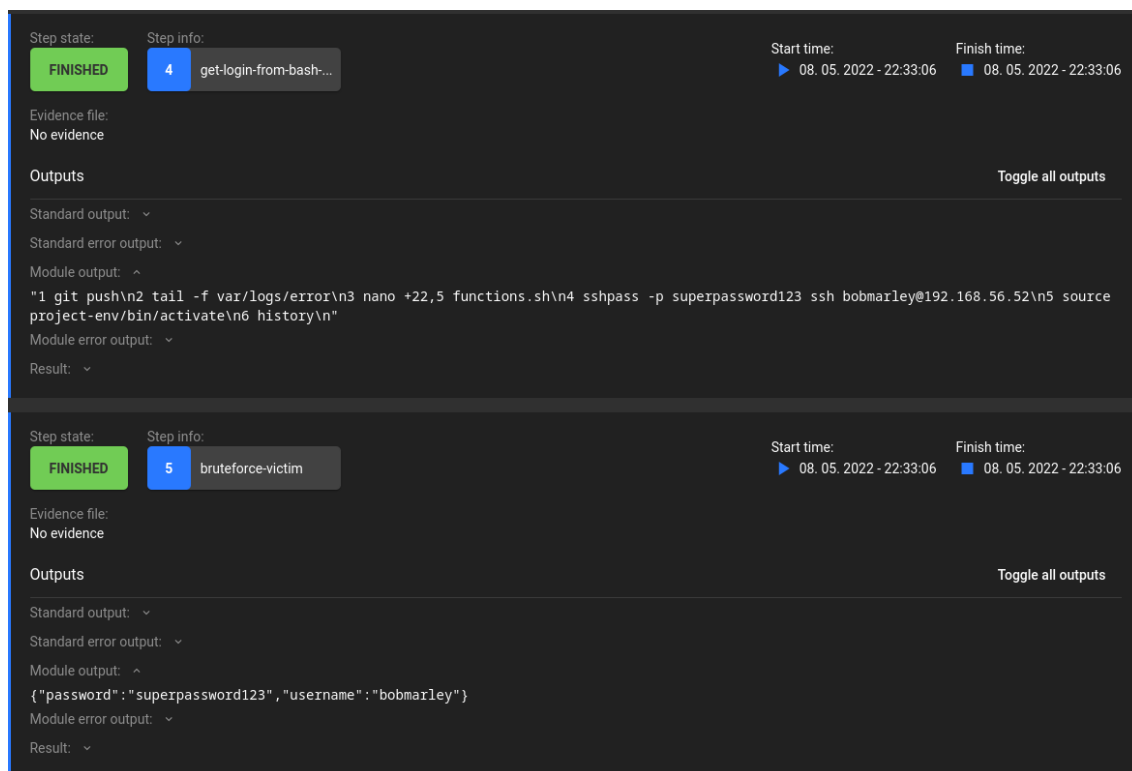 Step state:
Step info:
Start time:
Finish time:
FINISHED
4
get-login-from-bash-...
08. 05. 2022 - 22:33:06
08. 05. 2022 - 22:33:06
Evidence file:
No evidence
Outputs
Toggle all outputs
Standard output:
Standard error output:
Module output:
"1 git push\n2 tail -f var/logs/error\n3 nano +22,5 functions.sh\n4 sshpass -p superpassword123 ssh bobmarley@192.168.56.52\n5 source
project-env/bin/activate\n6 history\n"
Module error output:
Result:
Step state:
Step info:
Start time:
Finish time:
FINISHED
5
bruteforce-victim
08. 05. 2022 - 22:33:06
08. 05. 2022 - 22:33:06
Evidence file:
No evidence
Outputs
Toggle all outputs
Standard output:
Standard error output:
Module output:
{"password":"superpassword123","username":"bobmarley"}
Module error output:
Result: